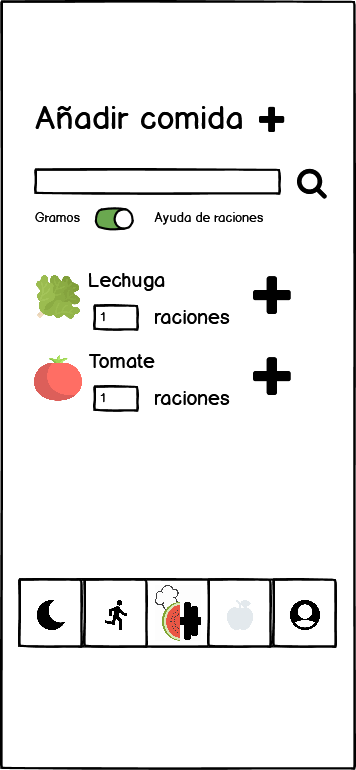 Añadir comida
Gramos Ayuda de raciones
Lechuga
1 raciones
Tomate
1 raciones